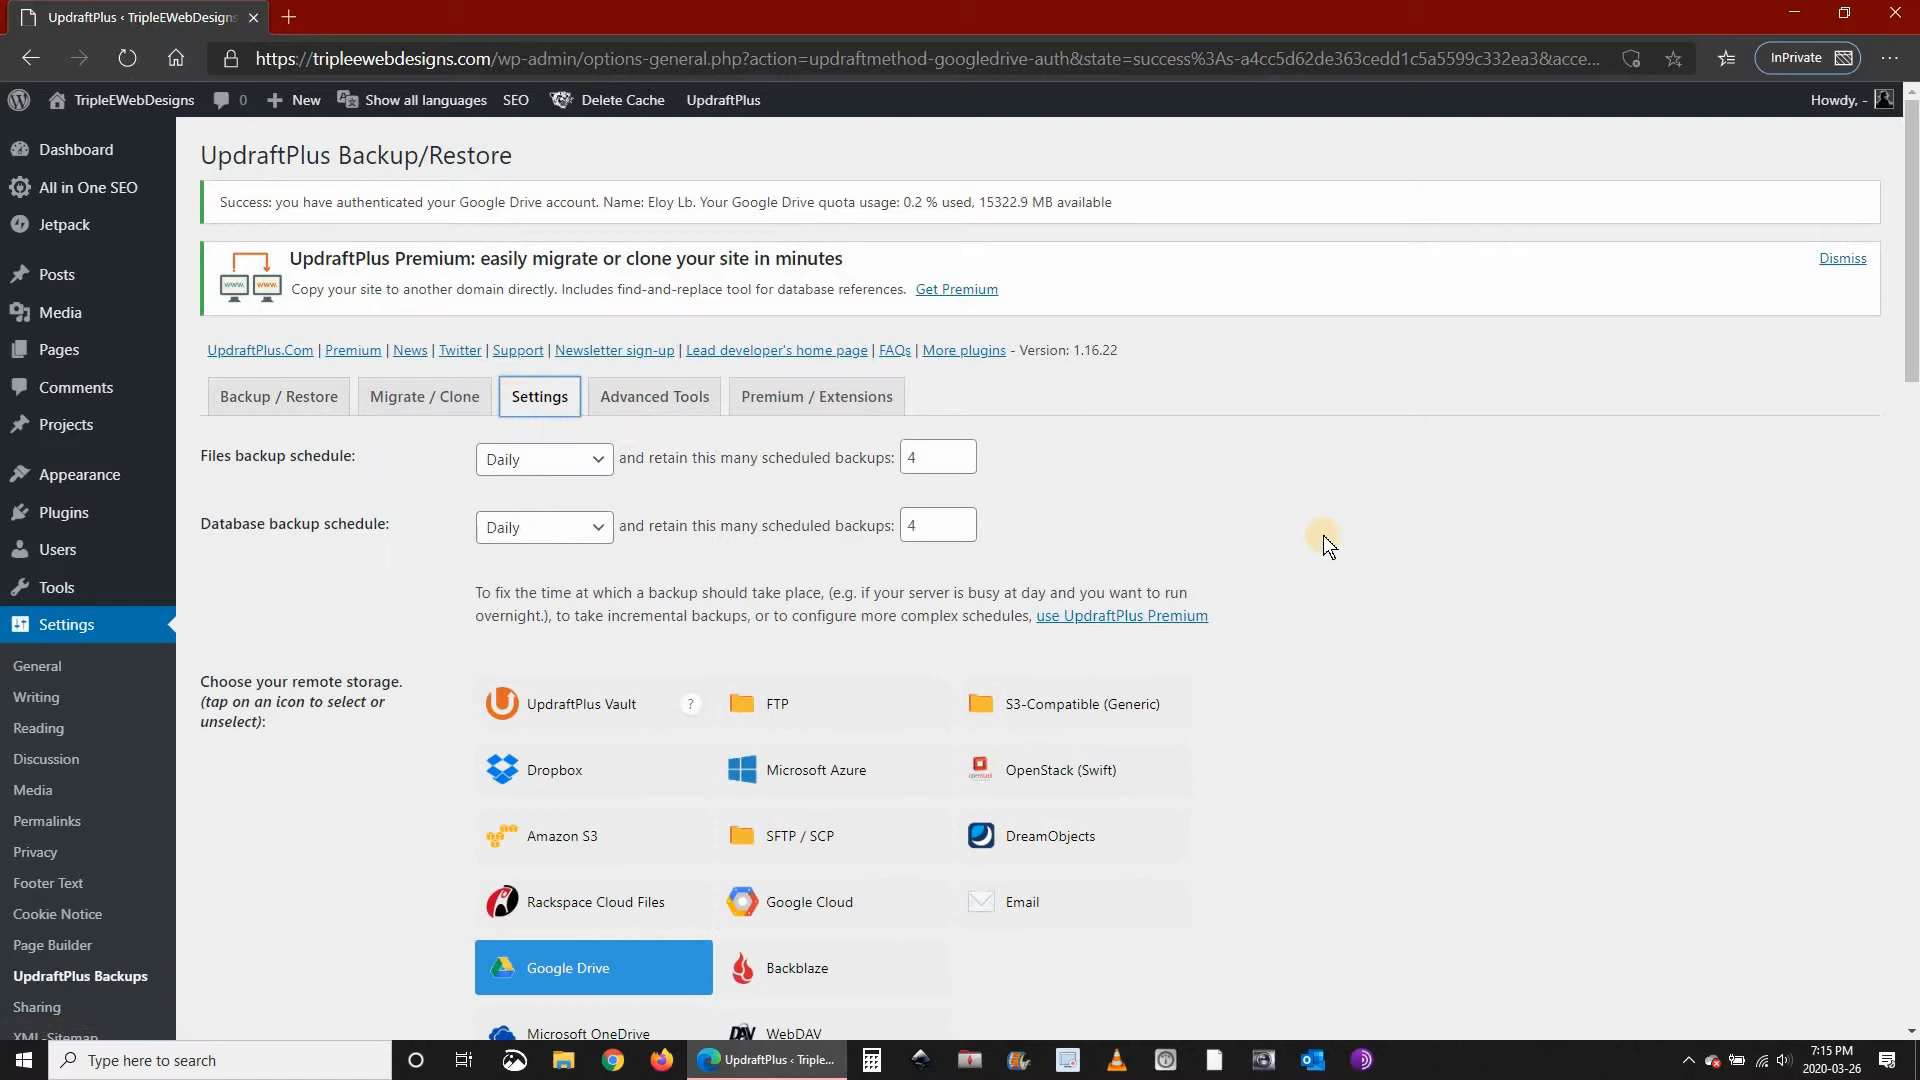 UpdraftPlus ‹ TripleEWebDesigns
https://tripleewebdesigns.com/wp-admin/options-general.php?action=updraftmethod-googledrive-auth&state=success%3As-a4cc5d62de363cedd1c5a5599c332ea3&acce...
InPrivate
TripleEWebDesigns 0 New Show all languages SEO Delete Cache UpdraftPlus
Howdy, -
Dashboard
All in One SEO
Jetpack
Posts
Media
Pages
Comments
Projects
Appearance
Plugins
Users
Tools
Settings
General
Writing
Reading
Discussion
Media
Permalinks
Privacy
Footer Text
Cookie Notice
Page Builder
UpdraftPlus Backups
Sharing
XML-Sitemap
UpdraftPlus Backup/Restore
Success: you have authenticated your Google Drive account. Name: Eloy Lb. Your Google Drive quota usage: 0.2 % used, 15322.9 MB available
www. www.
UpdraftPlus Premium: easily migrate or clone your site in minutes
Dismiss
Copy your site to another domain directly. Includes find-and-replace tool for database references. Get Premium
UpdraftPlus.Com | Premium | News | Twitter | Support | Newsletter sign-up | Lead developer's home page | FAQs | More plugins - Version: 1.16.22
Backup / Restore Migrate / Clone Settings Advanced Tools Premium / Extensions
Files backup schedule: Daily and retain this many scheduled backups: 4
Database backup schedule: Daily and retain this many scheduled backups: 4
To fix the time at which a backup should take place, (e.g. if your server is busy at day and you want to run
overnight.), to take incremental backups, or to configure more complex schedules, use UpdraftPlus Premium
Choose your remote storage.
(tap on an icon to select or
unselect):
UpdraftPlus Vault ? FTP S3-Compatible (Generic)
Dropbox Microsoft Azure OpenStack (Swift)
Amazon S3 SFTP / SCP DreamObjects
Rackspace Cloud Files Google Cloud Email
Google Drive Backblaze
Microsoft OneDrive WebDAV
Type here to search
UpdraftPlus ‹ Triple...
7:15 PM
2020-03-26